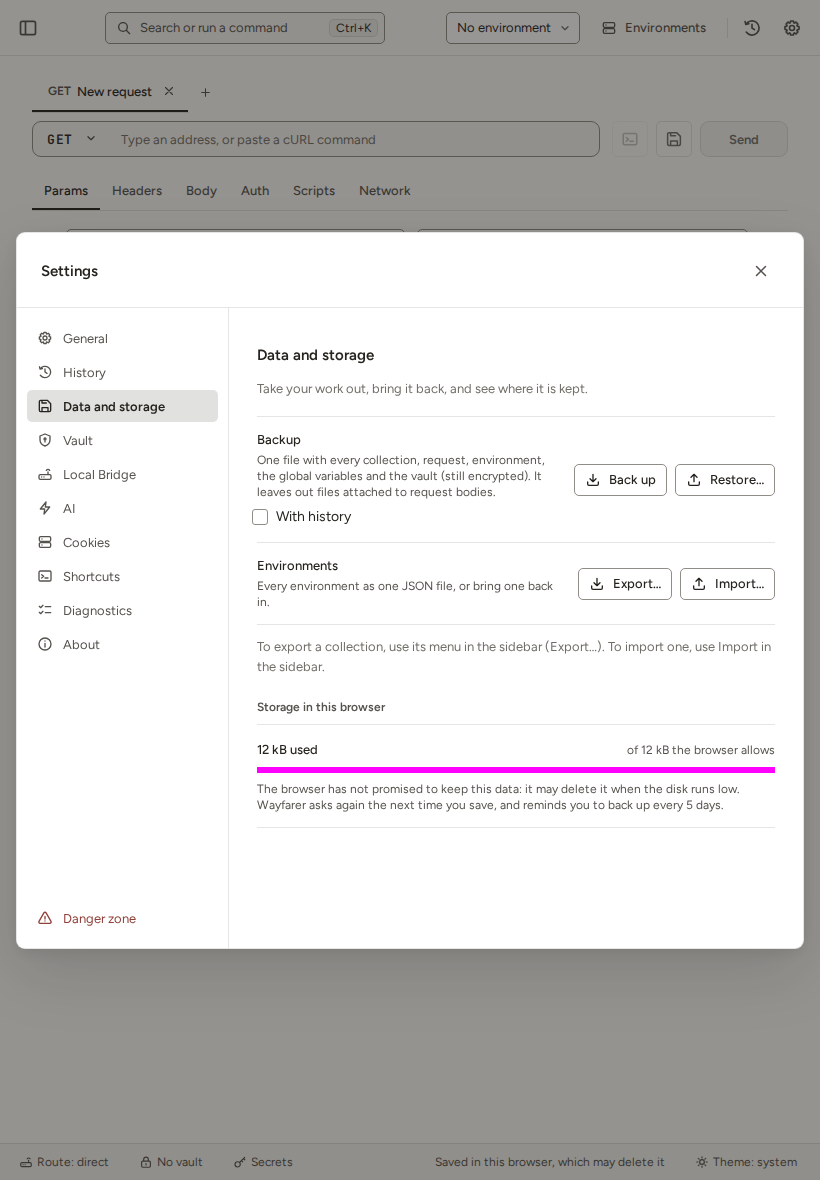 Search or run a command Ctrl+K No environment Environments
GET New request
GET Type an address, or paste a cURL command Send
Params Headers Body Auth Scripts Network
Settings
General
History
Data and storage
Vault
Local Bridge
AI
Cookies
Shortcuts
Diagnostics
About
Danger zone
Data and storage
Take your work out, bring it back, and see where it is kept.
Backup
One file with every collection, request, environment,
the global variables and the vault (still encrypted). It
leaves out files attached to request bodies.
Back up Restore...
With history
Environments
Every environment as one JSON file, or bring one back
in.
Export... Import...
To export a collection, use its menu in the sidebar (Export...). To import one, use Import in
the sidebar.
Storage in this browser
12 kB used of 12 kB the browser allows
The browser has not promised to keep this data: it may delete it when the disk runs low.
Wayfarer asks again the next time you save, and reminds you to back up every 5 days.
Route: direct No vault Secrets Saved in this browser, which may delete it Theme: system